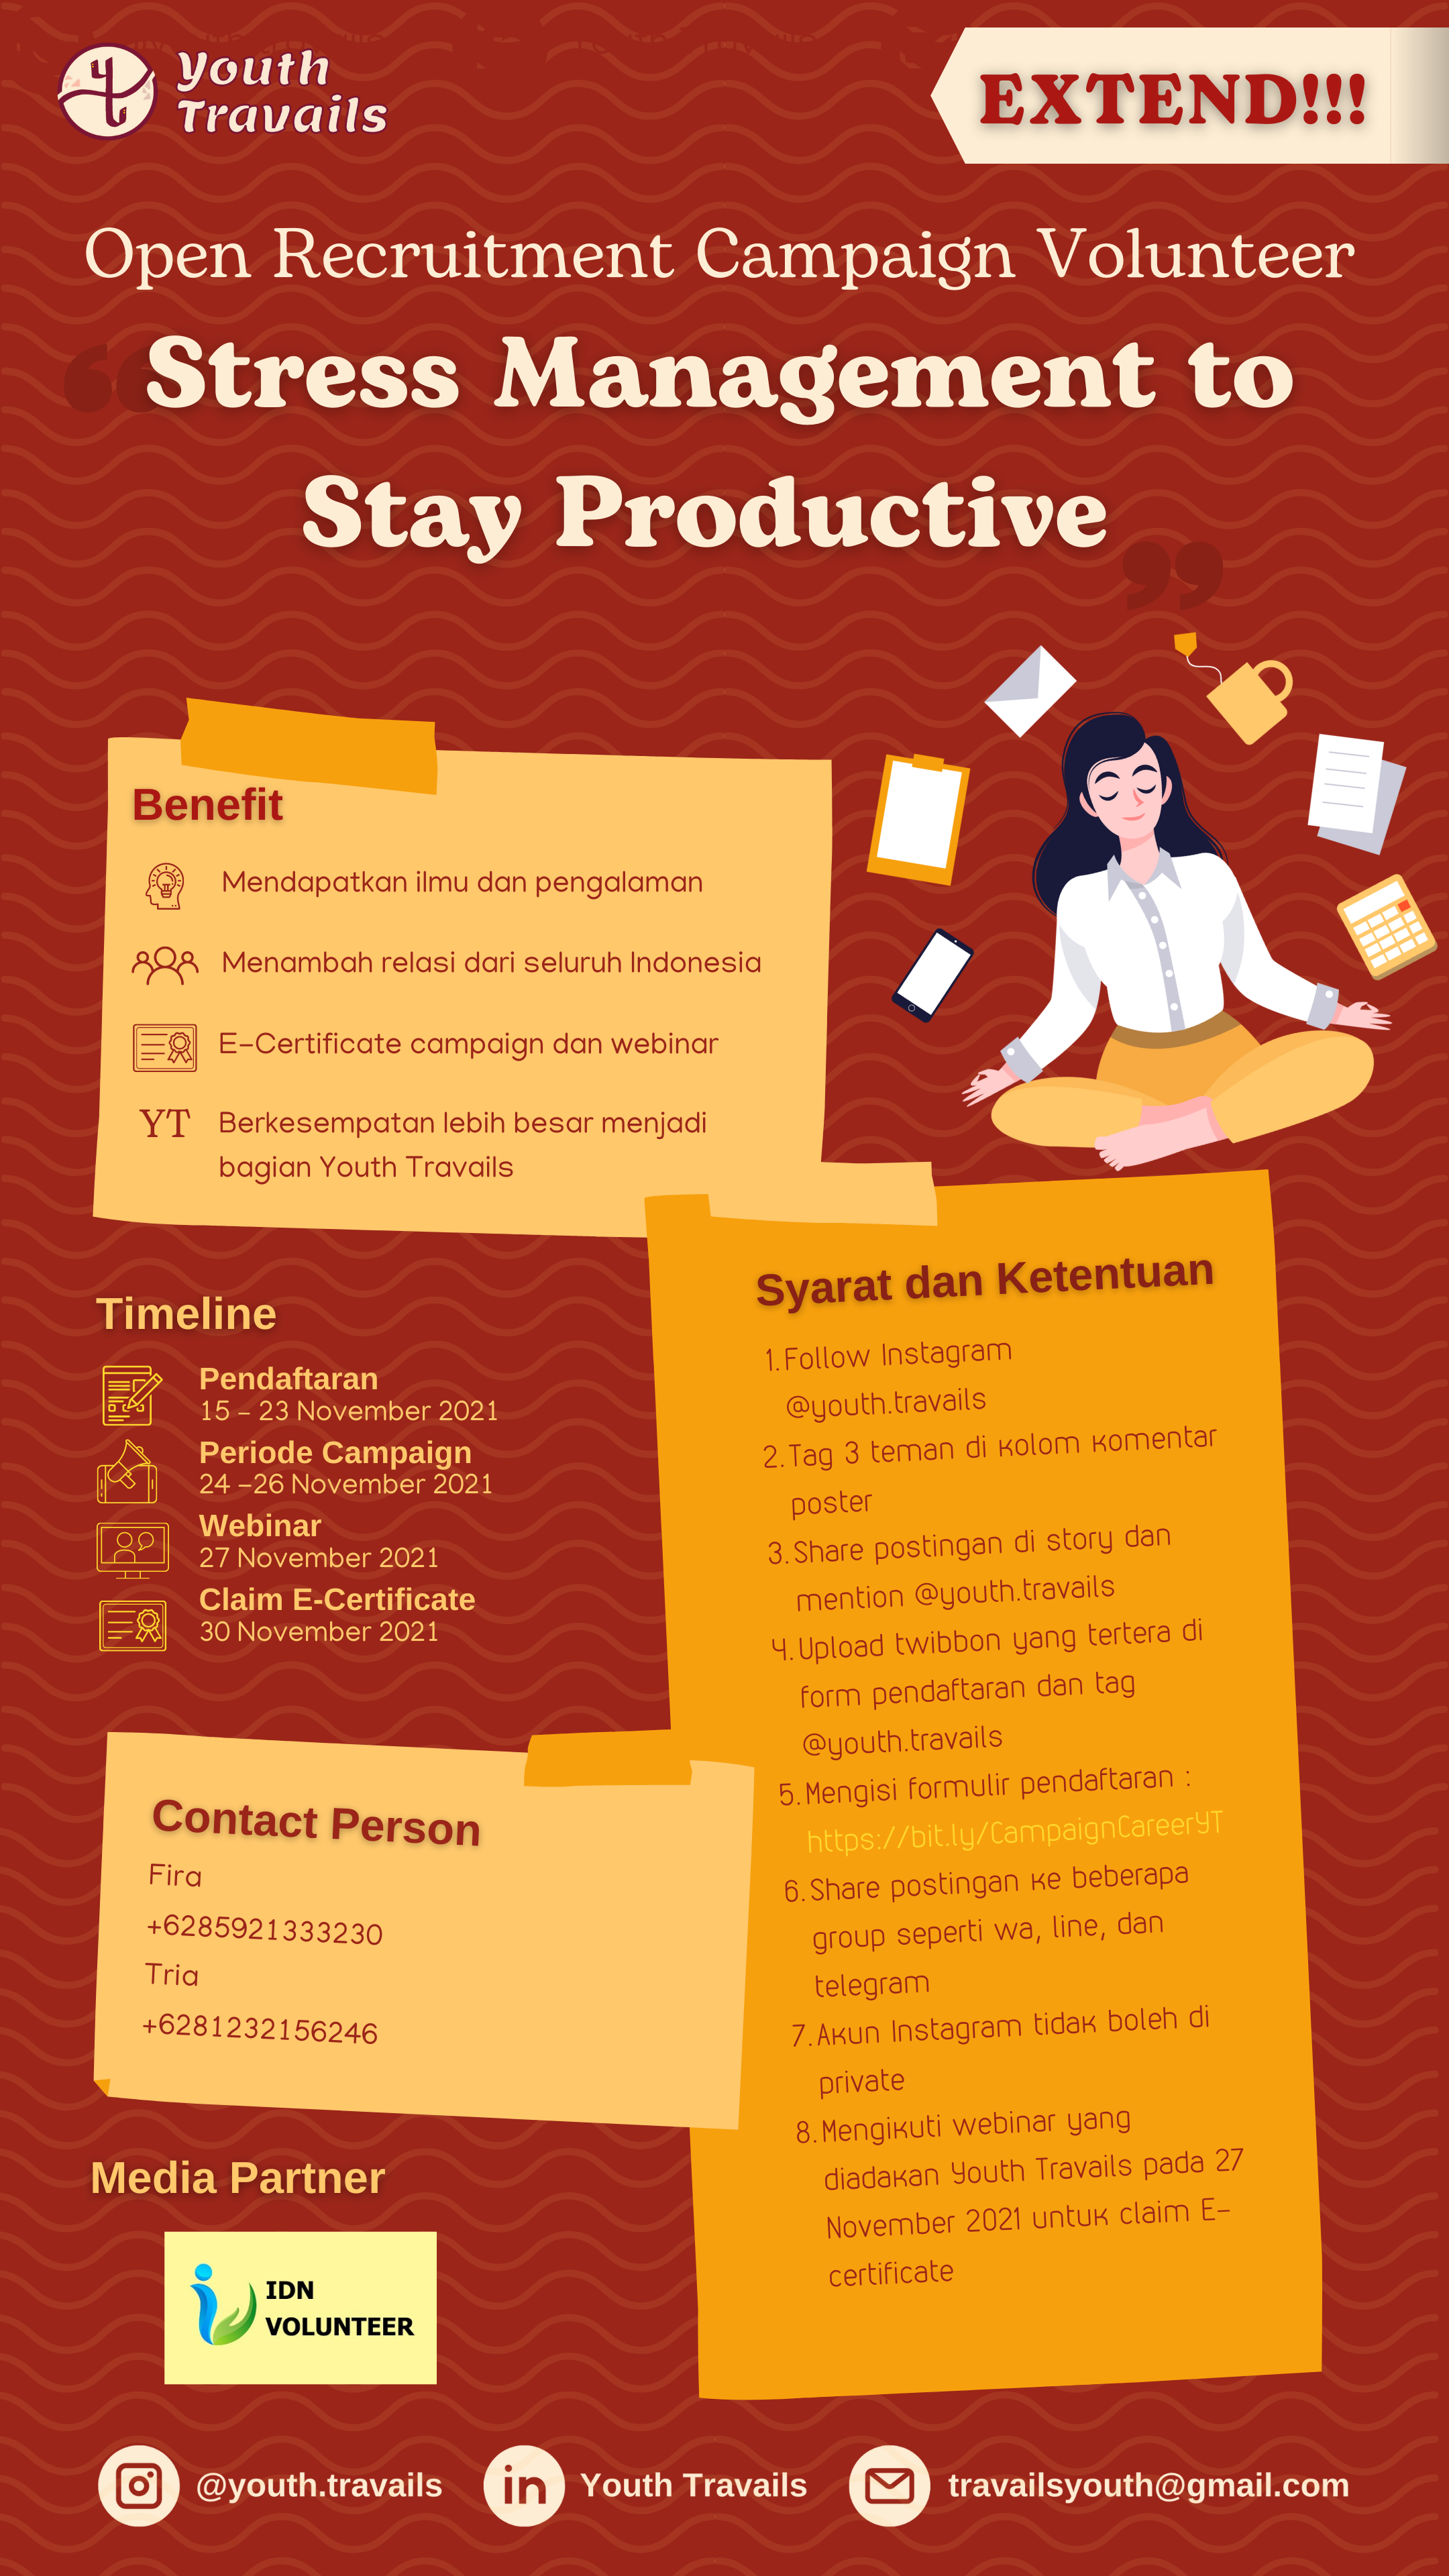 Youth
Travails
EXTEND!!!
Open Recruitment Campaign Volunteer
“Stress Management to
Stay Productive”
Benefit
Mendapatkan ilmu dan pengalaman
Menambah relasi dari seluruh Indonesia
E-Certificate campaign dan webinar
YT Berkesempatan lebih besar menjadi
bagian Youth Travails
Timeline
Pendaftaran
15 - 23 November 2021
Periode Campaign
24 -26 November 2021
Webinar
27 November 2021
Claim E-Certificate
30 November 2021
Syarat dan Ketentuan
1. Follow Instagram
@youth.travails
2. Tag 3 teman di kolom komentar
poster
3. Share postingan di story dan
mention @youth.travails
4. Upload twibbon yang tertera di
form pendaftaran dan tag
@youth.travails
5. Mengisi formulir pendaftaran :
https://bit.ly/CampaignCareerYT
6. Share postingan ke beberapa
group seperti wa, line, dan
telegram
7. Akun Instagram tidak boleh di
private
8. Mengikuti webinar yang
diadakan Youth Travails pada 27
November 2021 untuk claim E-
certificate
Contact Person
Fira
+6285921333230
Tria
+6281232156246
Media Partner
IDN
VOLUNTEER
@youth.travails
in Youth Travails
travailsyouth@gmail.com